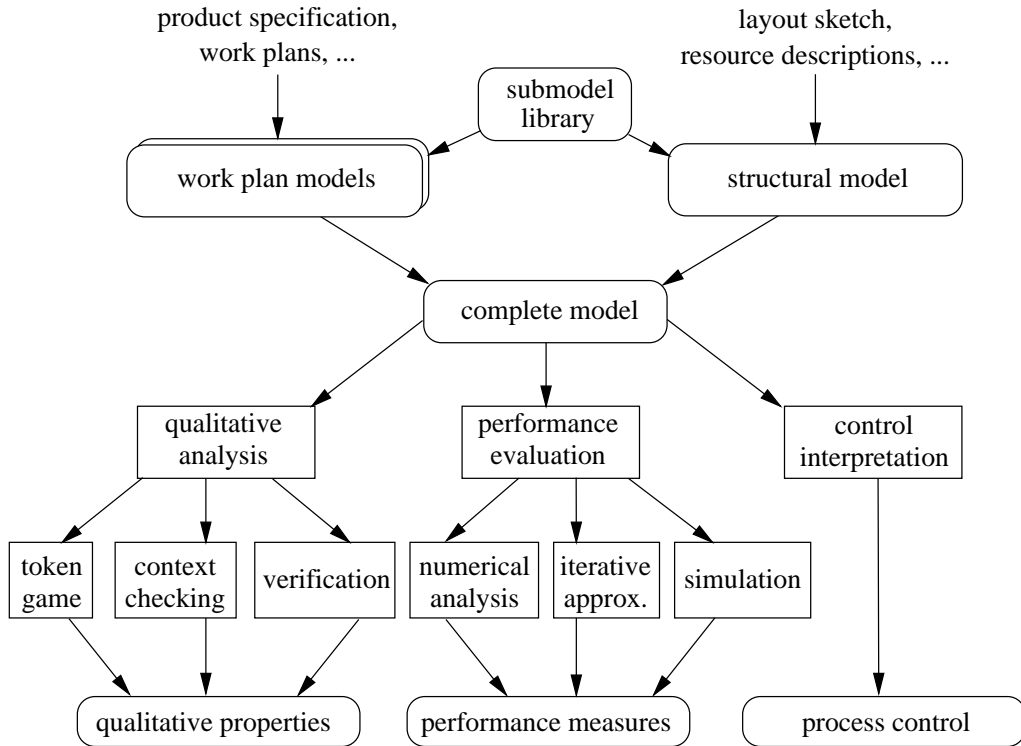 product specification,
work plans, ...
layout sketch,
resource descriptions, ...
submodel
library
work plan models
structural model
complete model
qualitative
analysis
performance
evaluation
control
interpretation
token
game
context
checking
verification
numerical
analysis
iterative
approx.
simulation
qualitative properties
performance measures
process control